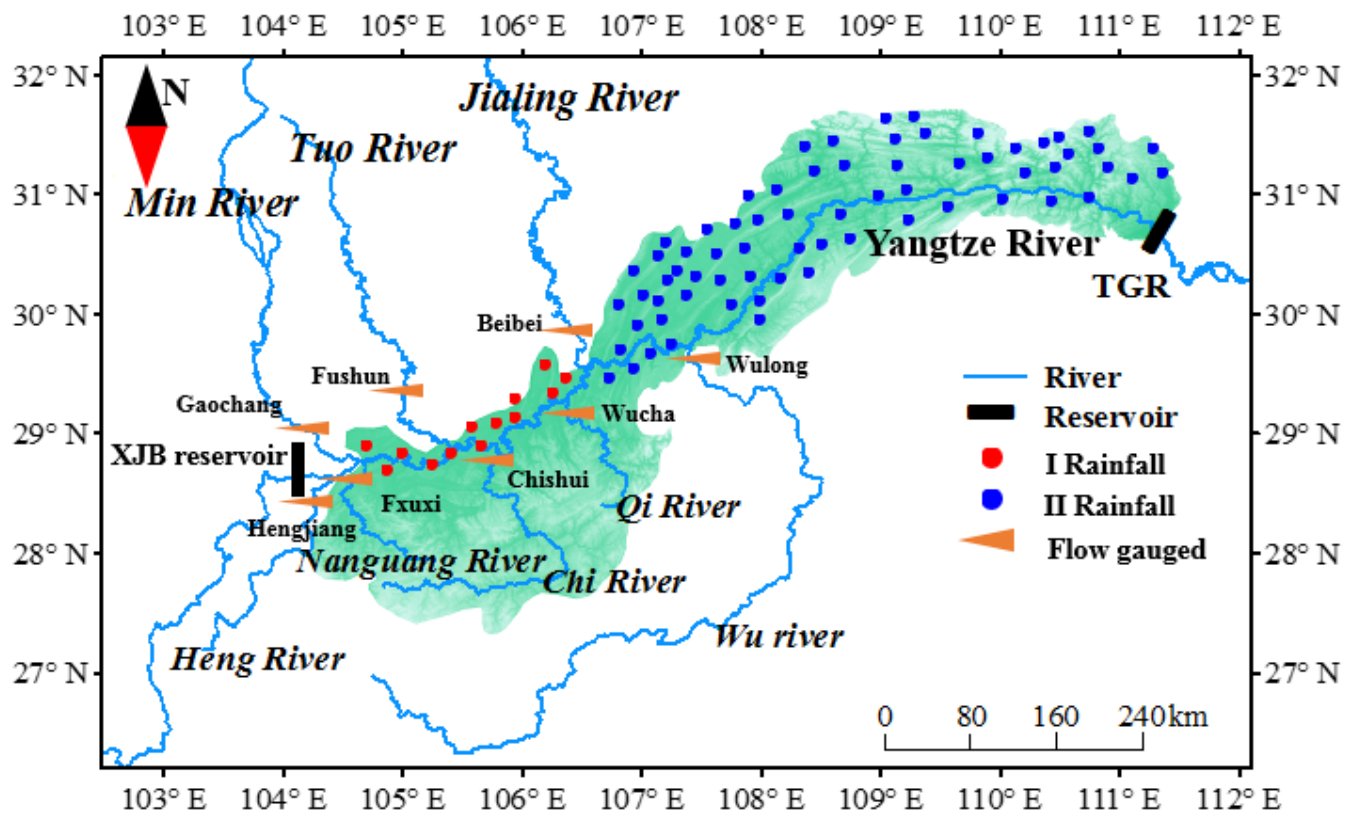 103° E 104° E 105° E 106° E 107° E 108° E 109° E 110° E 111° E 112° E
32° N 32° N
N
Jialing River
Tuo River
Min River
31° N 31° N
Yangtze River
TGR
30° N 30° N
Beibei
Wulong
Fushun
River
Gaochang
Wucha
Reservoir
29° N 29° N
XJB reservoir
I Rainfall
Chishui
II Rainfall
Fxuxi
Qi River
Hengjiang
Flow gauged
28° N 28° N
Nanguang River
Chi River
Wu river
Heng River
27° N 27° N
0 80 160 240km
103° E 104° E 105° E 106° E 107° E 108° E 109° E 110° E 111° E 112° E